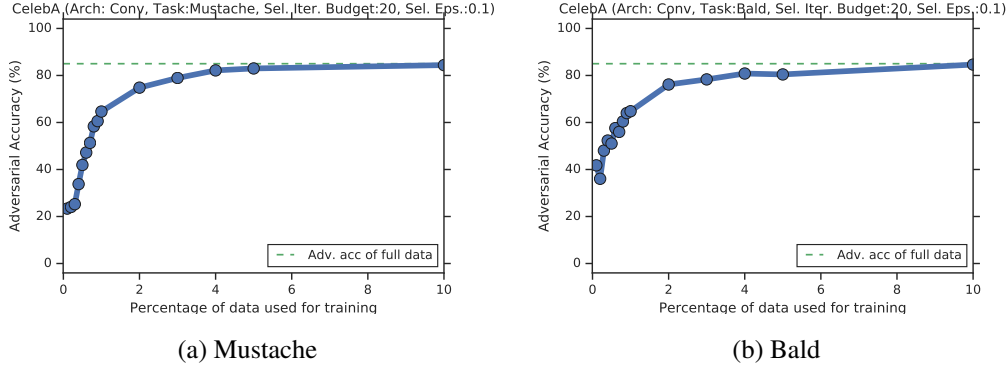 CelebA (Arch: Conv, Task:Mustache, Sel. Iter. Budget:20, Sel. Eps.:0.1)
100
80
60
40
20
0
Adversarial Accuracy (%)
Adv. acc of full data
0 2 4 6 8 10
Percentage of data used for training
(a) Mustache
CelebA (Arch: Conv, Task:Bald, Sel. Iter. Budget:20, Sel. Eps.:0.1)
100
80
60
40
20
0
Adversarial Accuracy (%)
Adv. acc of full data
0 2 4 6 8 10
Percentage of data used for training
(b) Bald